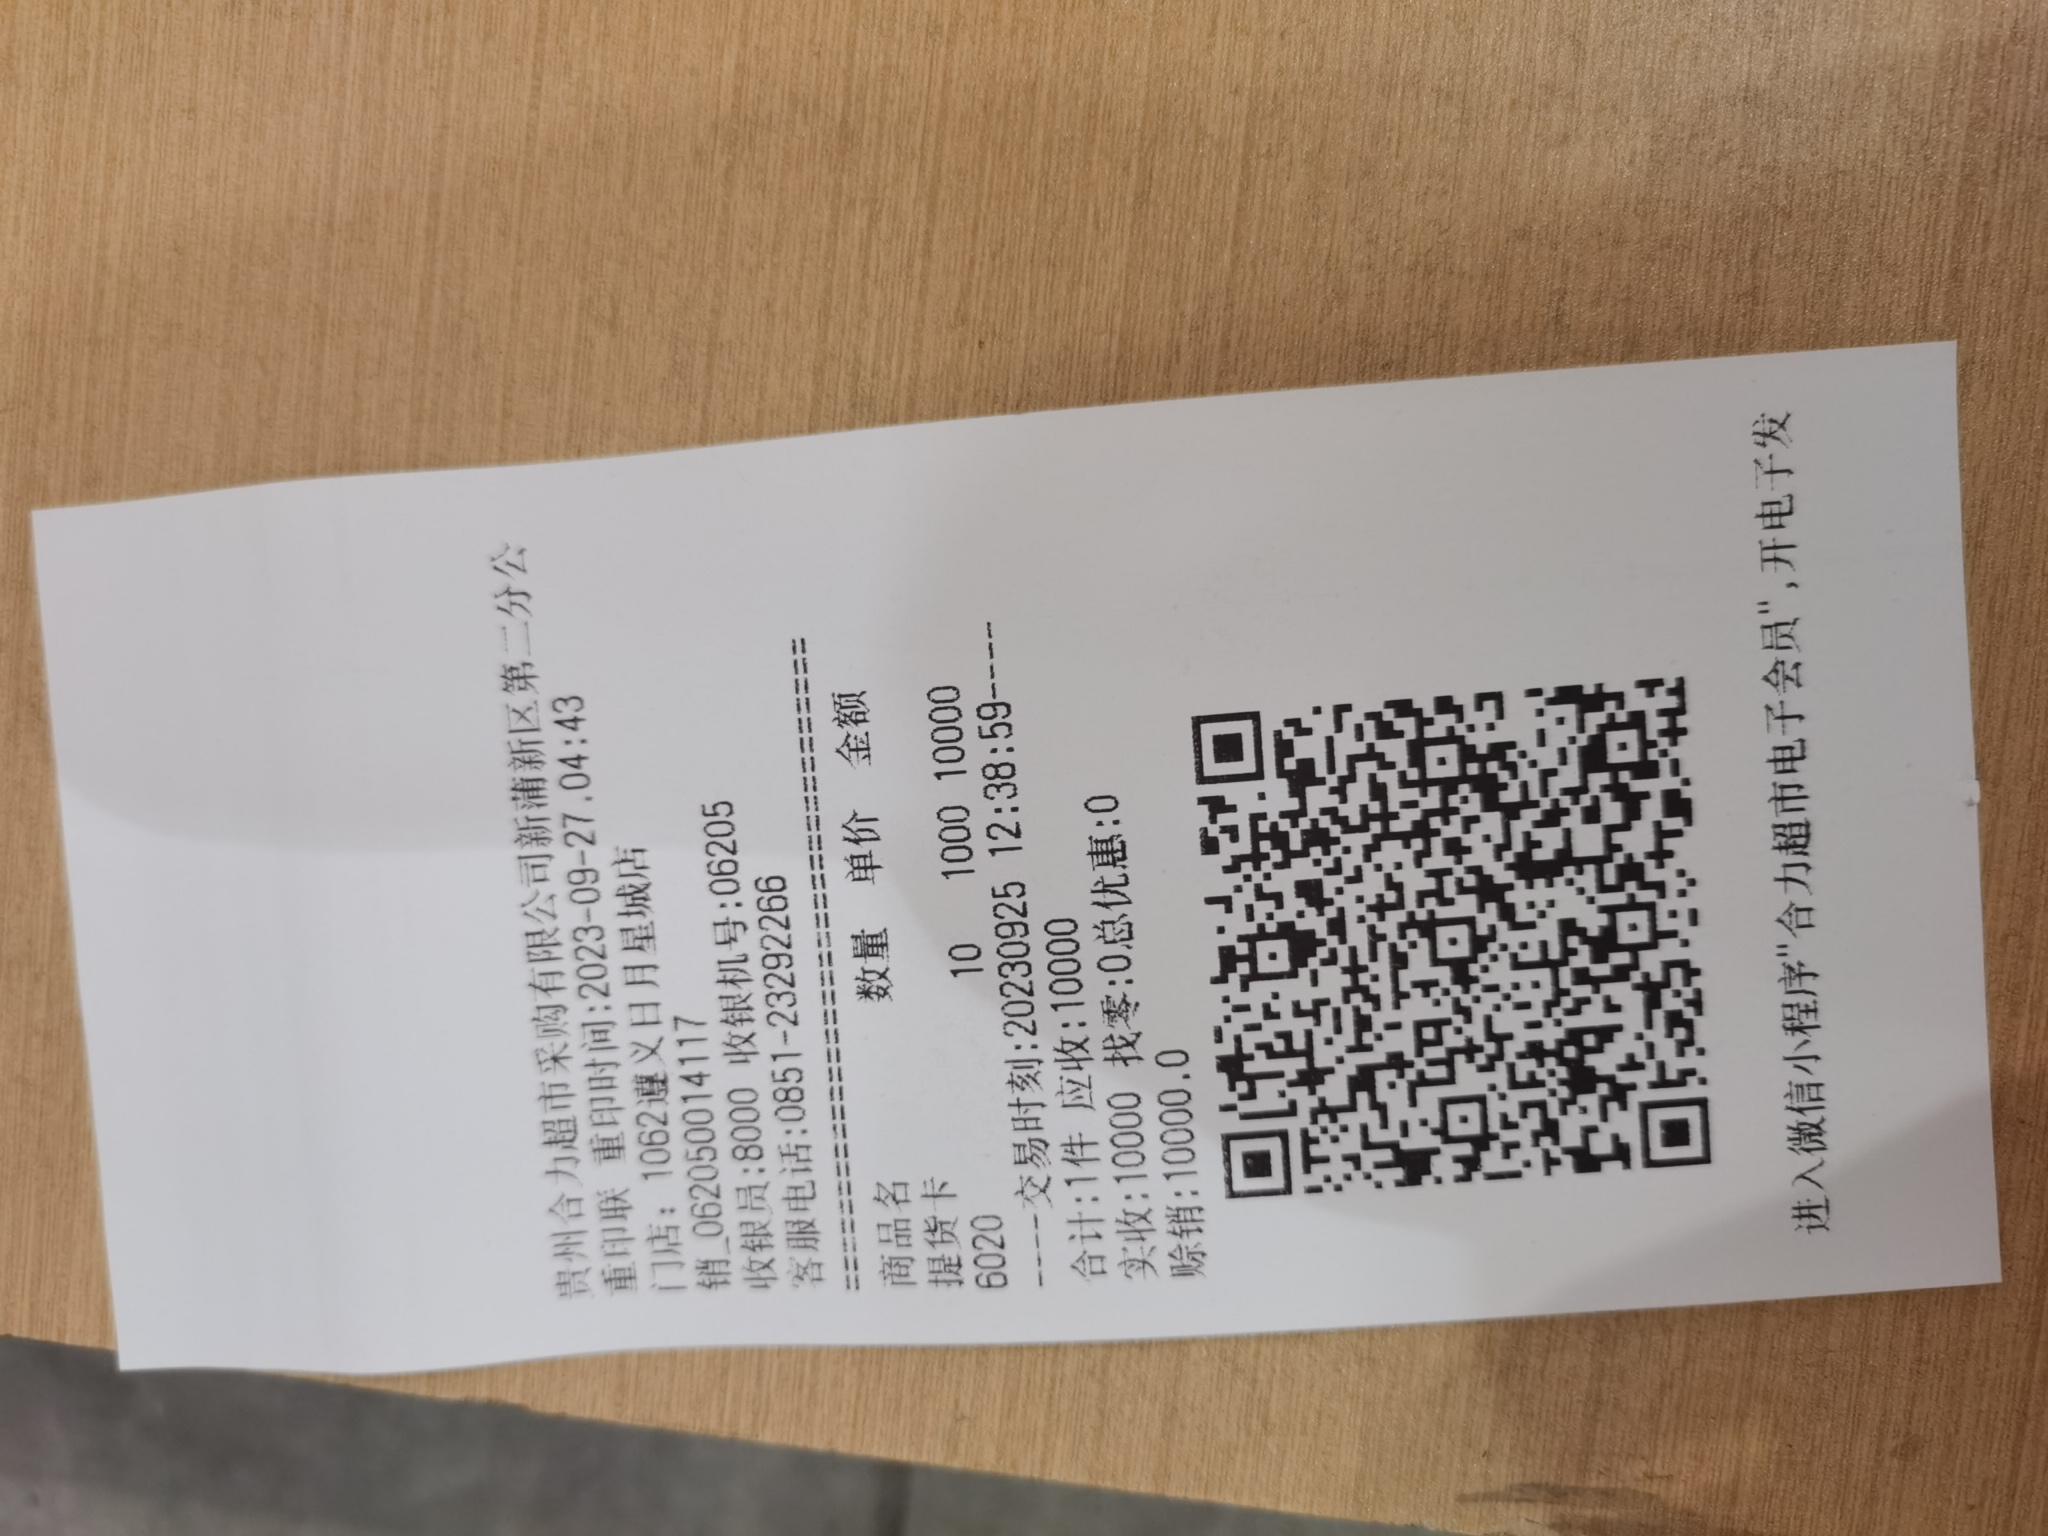 贵州合力超市采购有限公司新蒲新区第二分公
重印联 重印时间:2023-09-27.04:43
门店: 1062遵义日月星城店
销_062050014117
收银员:8000 收银机号:06205
客服电话:0851-23292266
================================
商品名 数量 单价 金额
提货卡 10 1000 10000
6020
----交易时刻:20230925 12:38:59----
合计:1件 应收:10000
实收:10000 找零:0总优惠:0
赊销:10000.0
进入微信小程序"合力超市电子会员",开电子发